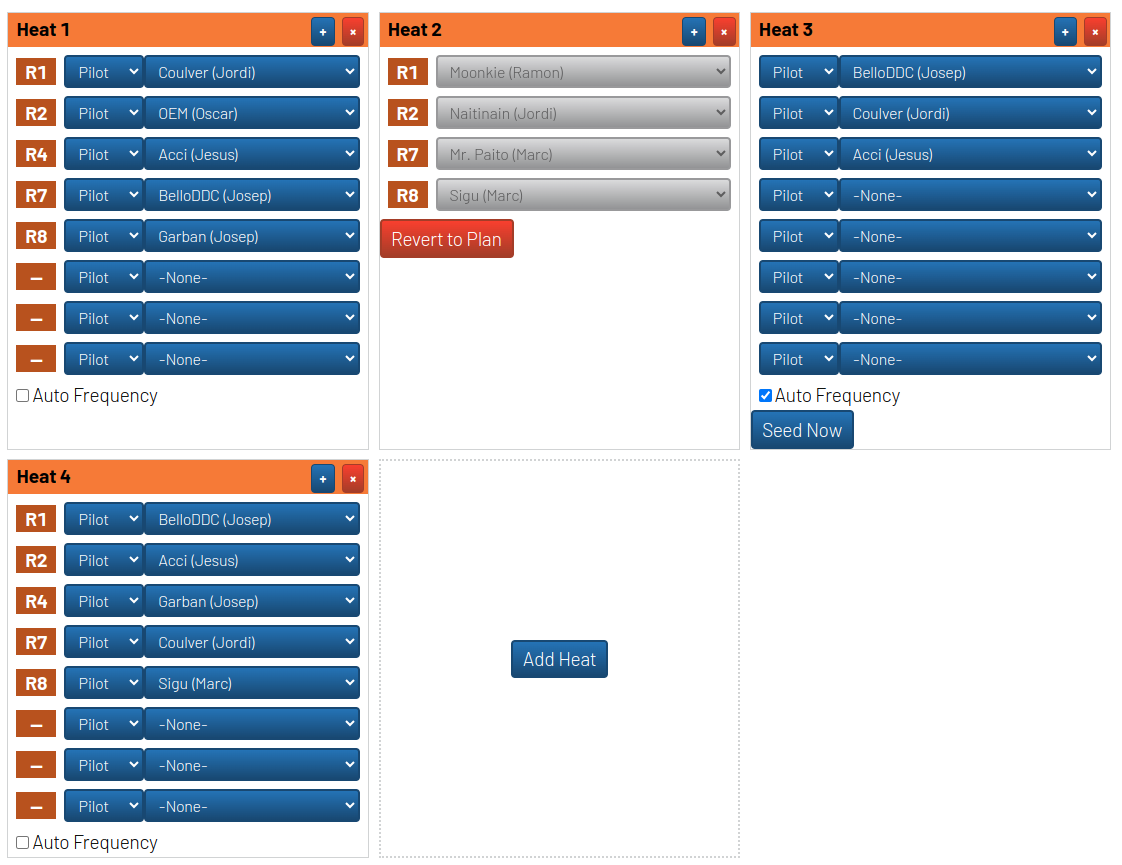 Heat 1 + ×
R1 Pilot Coulver (Jordi)
R2 Pilot OEM (Oscar)
R4 Pilot Acci (Jesus)
R7 Pilot BelloDDC (Josep)
R8 Pilot Garban (Josep)
– Pilot -None-
– Pilot -None-
– Pilot -None-
Auto Frequency
Heat 2 + ×
R1 Moonkie (Ramon)
R2 Naitinain (Jordi)
R7 Mr. Paito (Marc)
R8 Sigu (Marc)
Revert to Plan
Heat 3 + ×
Pilot BelloDDC (Josep)
Pilot Coulver (Jordi)
Pilot Acci (Jesus)
Pilot -None-
Pilot -None-
Pilot -None-
Pilot -None-
Pilot -None-
Auto Frequency
Seed Now
Heat 4 + ×
R1 Pilot BelloDDC (Josep)
R2 Pilot Acci (Jesus)
R4 Pilot Garban (Josep)
R7 Pilot Coulver (Jordi)
R8 Pilot Sigu (Marc)
– Pilot -None-
– Pilot -None-
– Pilot -None-
Auto Frequency
Add Heat